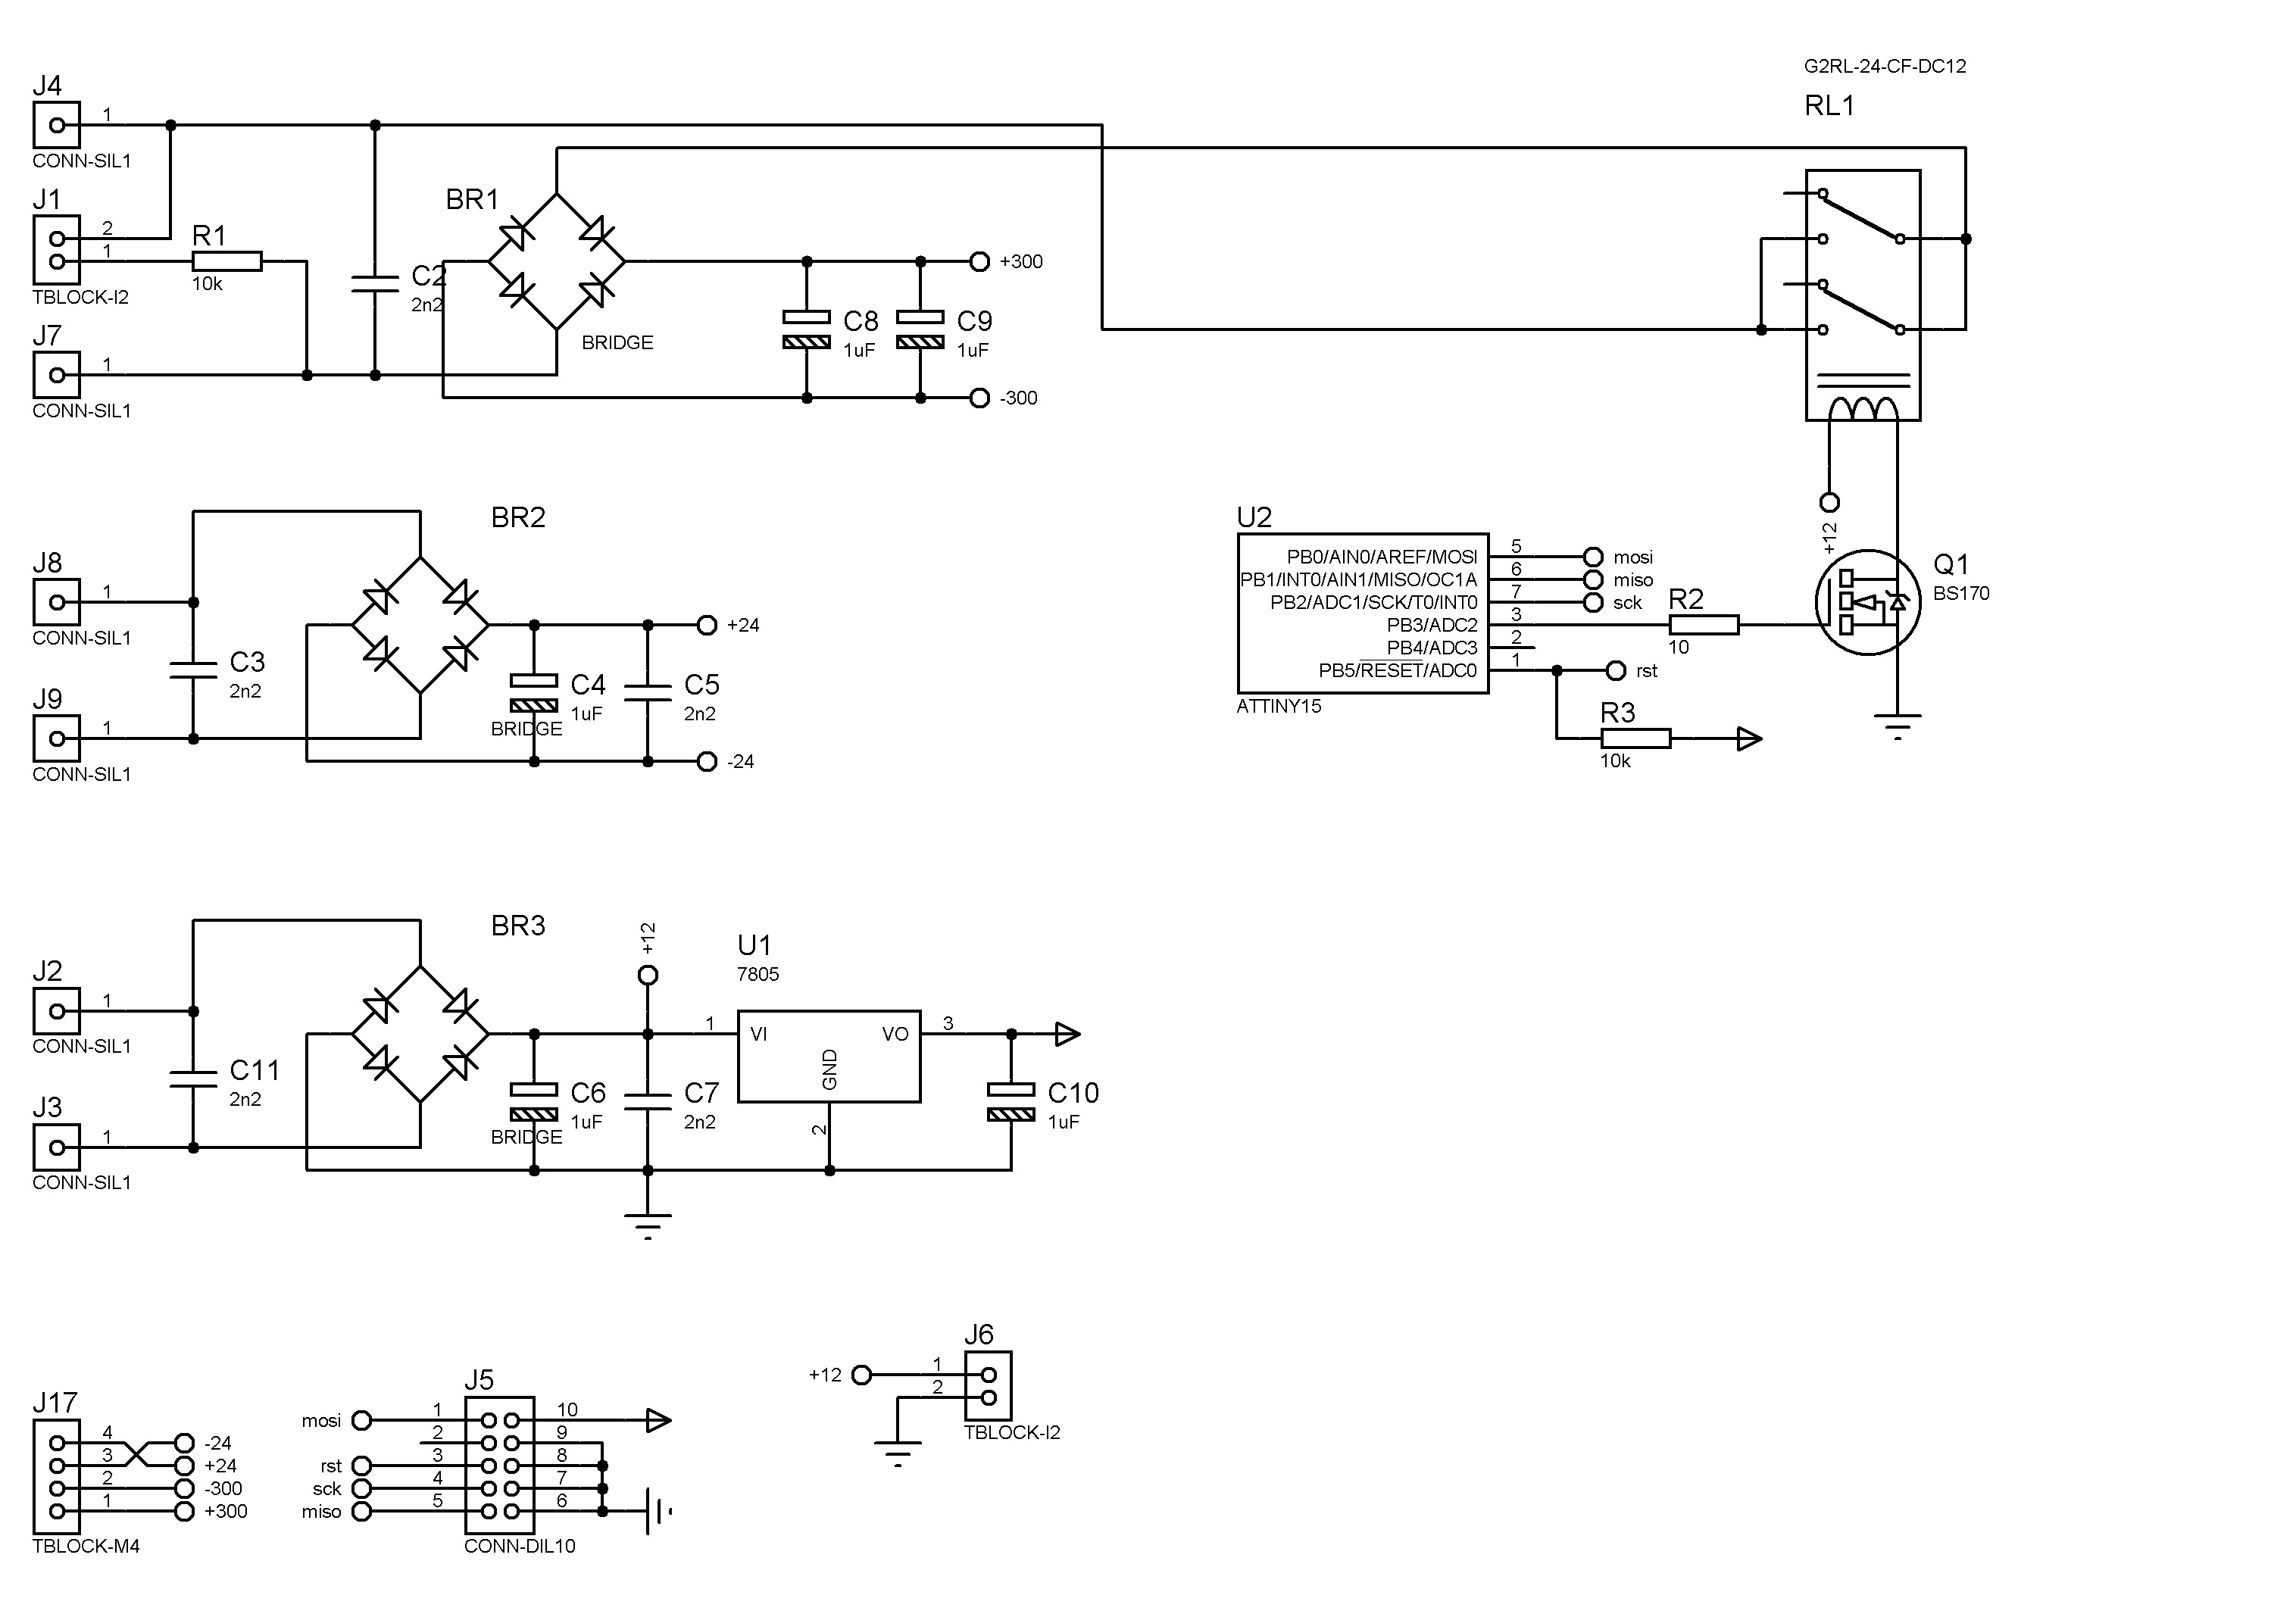 G2RL-24-CF-DC12
RL1
J4
1
CONN-SIL1
J1
2
1
TBLOCK-I2
R1
10k
C2
2n2
BR1
BRIDGE
C8
1uF
C9
1uF
+300
-300
J7
1
CONN-SIL1
BR2
J8
1
CONN-SIL1
C3
2n2
J9
1
CONN-SIL1
C4
1uF
BRIDGE
C5
2n2
+24
-24
U2
PB0/AIN0/AREF/MOSI
PB1/INT0/AIN1/MISO/OC1A
PB2/ADC1/SCK/T0/INT0
PB3/ADC2
PB4/ADC3
PB5/RESET/ADC0
ATTINY15
5
6
7
3
2
1
mosi
miso
sck
rst
R2
10
R3
10k
+12
Q1
BS170
BR3
J2
1
CONN-SIL1
C11
2n2
J3
1
CONN-SIL1
C6
1uF
BRIDGE
+12
C7
2n2
U1
7805
1
VI
VO
GND
2
3
C10
1uF
J17
4
3
2
1
-24
+24
-300
+300
TBLOCK-M4
J5
mosi
rst
sck
miso
1
2
3
4
5
10
9
8
7
6
CONN-DIL10
J6
+12
1
2
TBLOCK-I2